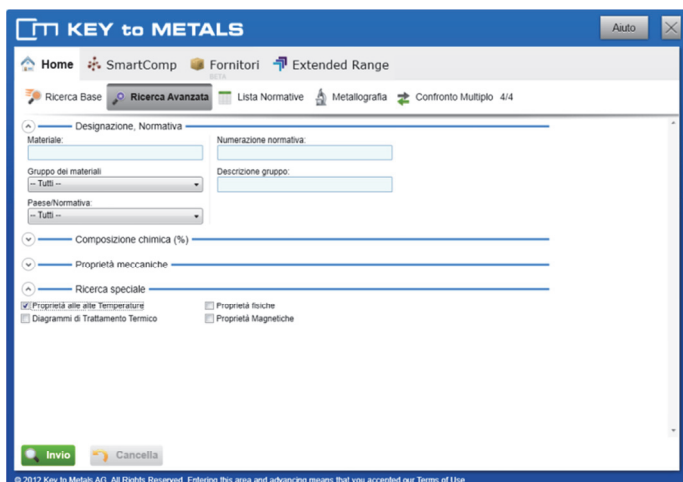 KEY to METALS
Aiuto
Home SmartComp Fornitori Extended Range
BETA
Ricerca Base Ricerca Avanzata Lista Normative Metallografia Confronto Multiplo 4/4
Designazione, Normativa
Materiale: Numerazione normativa:
Gruppo dei materiali Descrizione gruppo:
-- Tutti --
Paese/Normativa:
-- Tutti --
Composizione chimica (%)
Proprietà meccaniche
Ricerca speciale
Proprietà alle alte Temperature Proprietà fisiche
Diagrammi di Trattamento Termico Proprietà Magnetiche
Invio Cancella
© 2012 Key to Metals AG. All Rights Reserved. Entering this area and advancing means that you accepted our Terms of Use